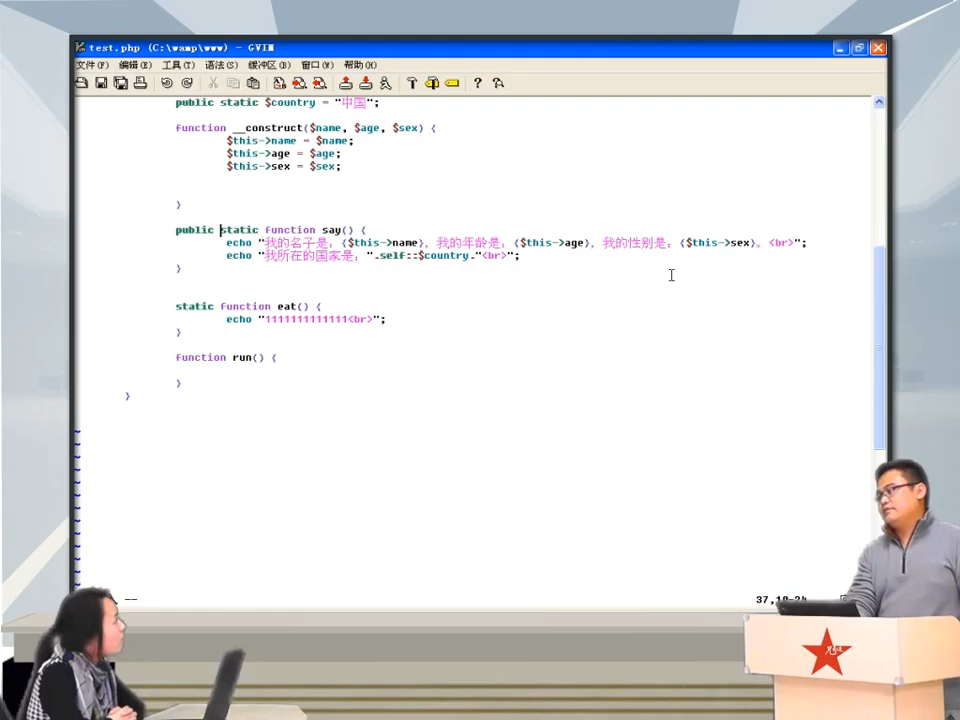 test.php (C:\wamp\www) - GVIM
文件(F) 编辑(E) 工具(T) 语法(S) 缓冲区(B) 窗口(W) 帮助(H)
public static $country = "中国";
function __construct($name, $age, $sex) {
$this->name = $name;
$this->age = $age;
$this->sex = $sex;
}
public static function say() {
echo "我的名子是：{$this->name}，我的年龄是：{$this->age}，我的性别是：{$this->sex}。<br>";
echo "我所在的国家是：".self::$country."<br>";
}
static function eat() {
echo "1111111111111<br>";
}
function run() {
}
}
~
~
~
~
~
~
~
~
~
~
~
~
~
--